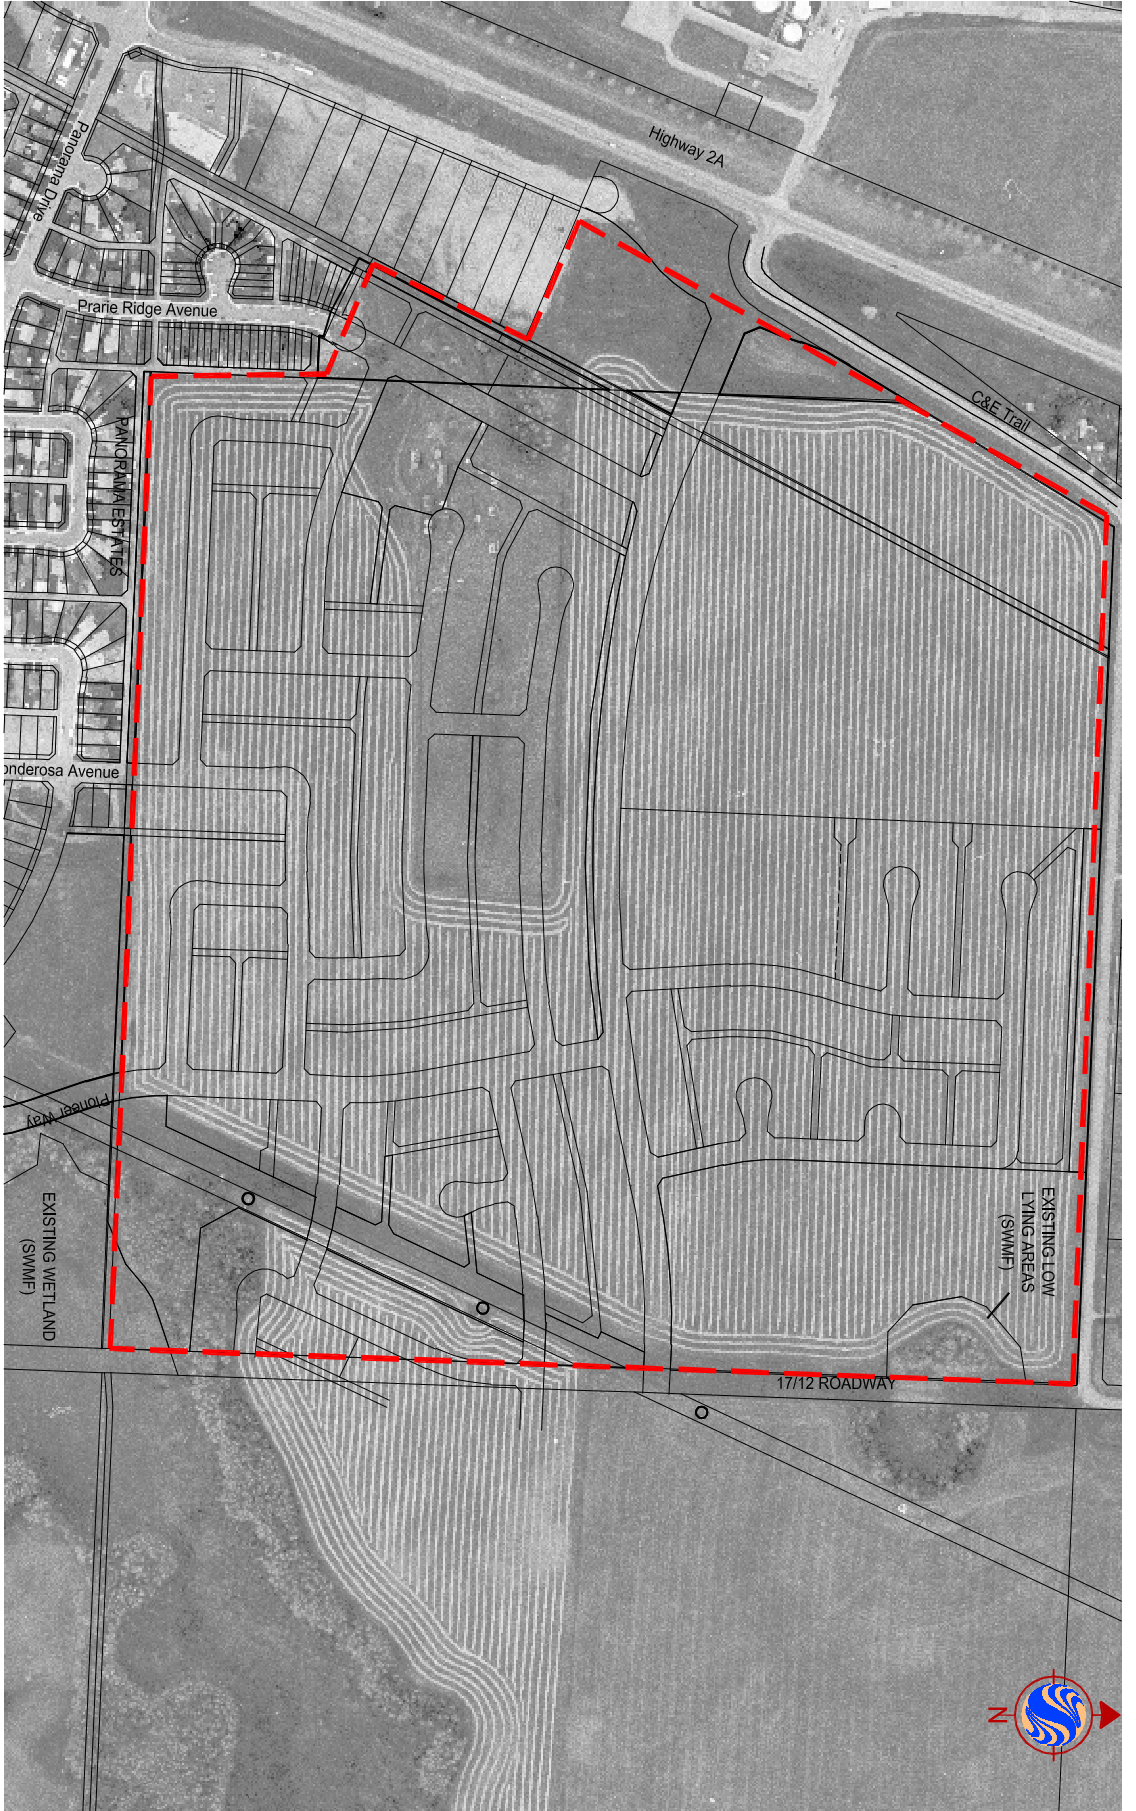 Highway 2A
Panorama Drive
Prarie Ridge Avenue
C&E Trail
PANORAMA ESTATES
onderosa Avenue
Pioneer Way
EXISTING WETLAND
(SWMF)
EXISTING LOW
LYING AREAS
(SWMF)
17/12 ROADWAY
N